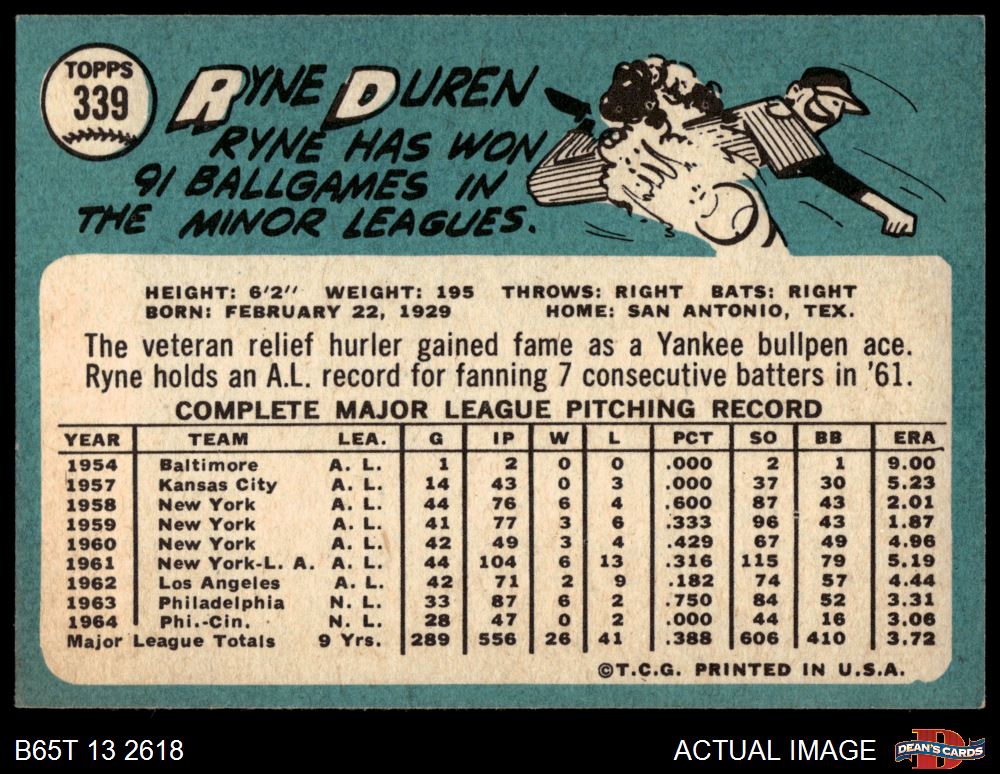 TOPPS
339
RYNE DUREN
RYNE HAS WON
91 BALLGAMES IN
THE MINOR LEAGUES.
HEIGHT: 6'2" WEIGHT: 195 THROWS: RIGHT BATS: RIGHT
BORN: FEBRUARY 22, 1929 HOME: SAN ANTONIO, TEX.
The veteran relief hurler gained fame as a Yankee bullpen ace.
Ryne holds an A.L. record for fanning 7 consecutive batters in '61.
COMPLETE MAJOR LEAGUE PITCHING RECORD
YEAR TEAM LEA. G IP W L PCT SO BB ERA
1954 Baltimore A. L. 1 2 0 0 .000 2 1 9.00
1957 Kansas City A. L. 14 43 0 3 .000 37 30 5.23
1958 New York A. L. 44 76 6 4 .600 87 43 2.01
1959 New York A. L. 41 77 3 6 .333 96 43 1.87
1960 New York A. L. 42 49 3 4 .429 67 49 4.96
1961 New York-L. A. A. L. 44 104 6 13 .316 115 79 5.19
1962 Los Angeles A. L. 42 71 2 9 .182 74 57 4.44
1963 Philadelphia N. L. 33 87 6 2 .750 84 52 3.31
1964 Phi.-Cin. N. L. 28 47 0 2 .000 44 16 3.06
Major League Totals 9 Yrs. 289 556 26 41 .388 606 410 3.72
©T.C.G. PRINTED IN U.S.A.
B65T 13 2618 ACTUAL IMAGE DEAN'S CARDS